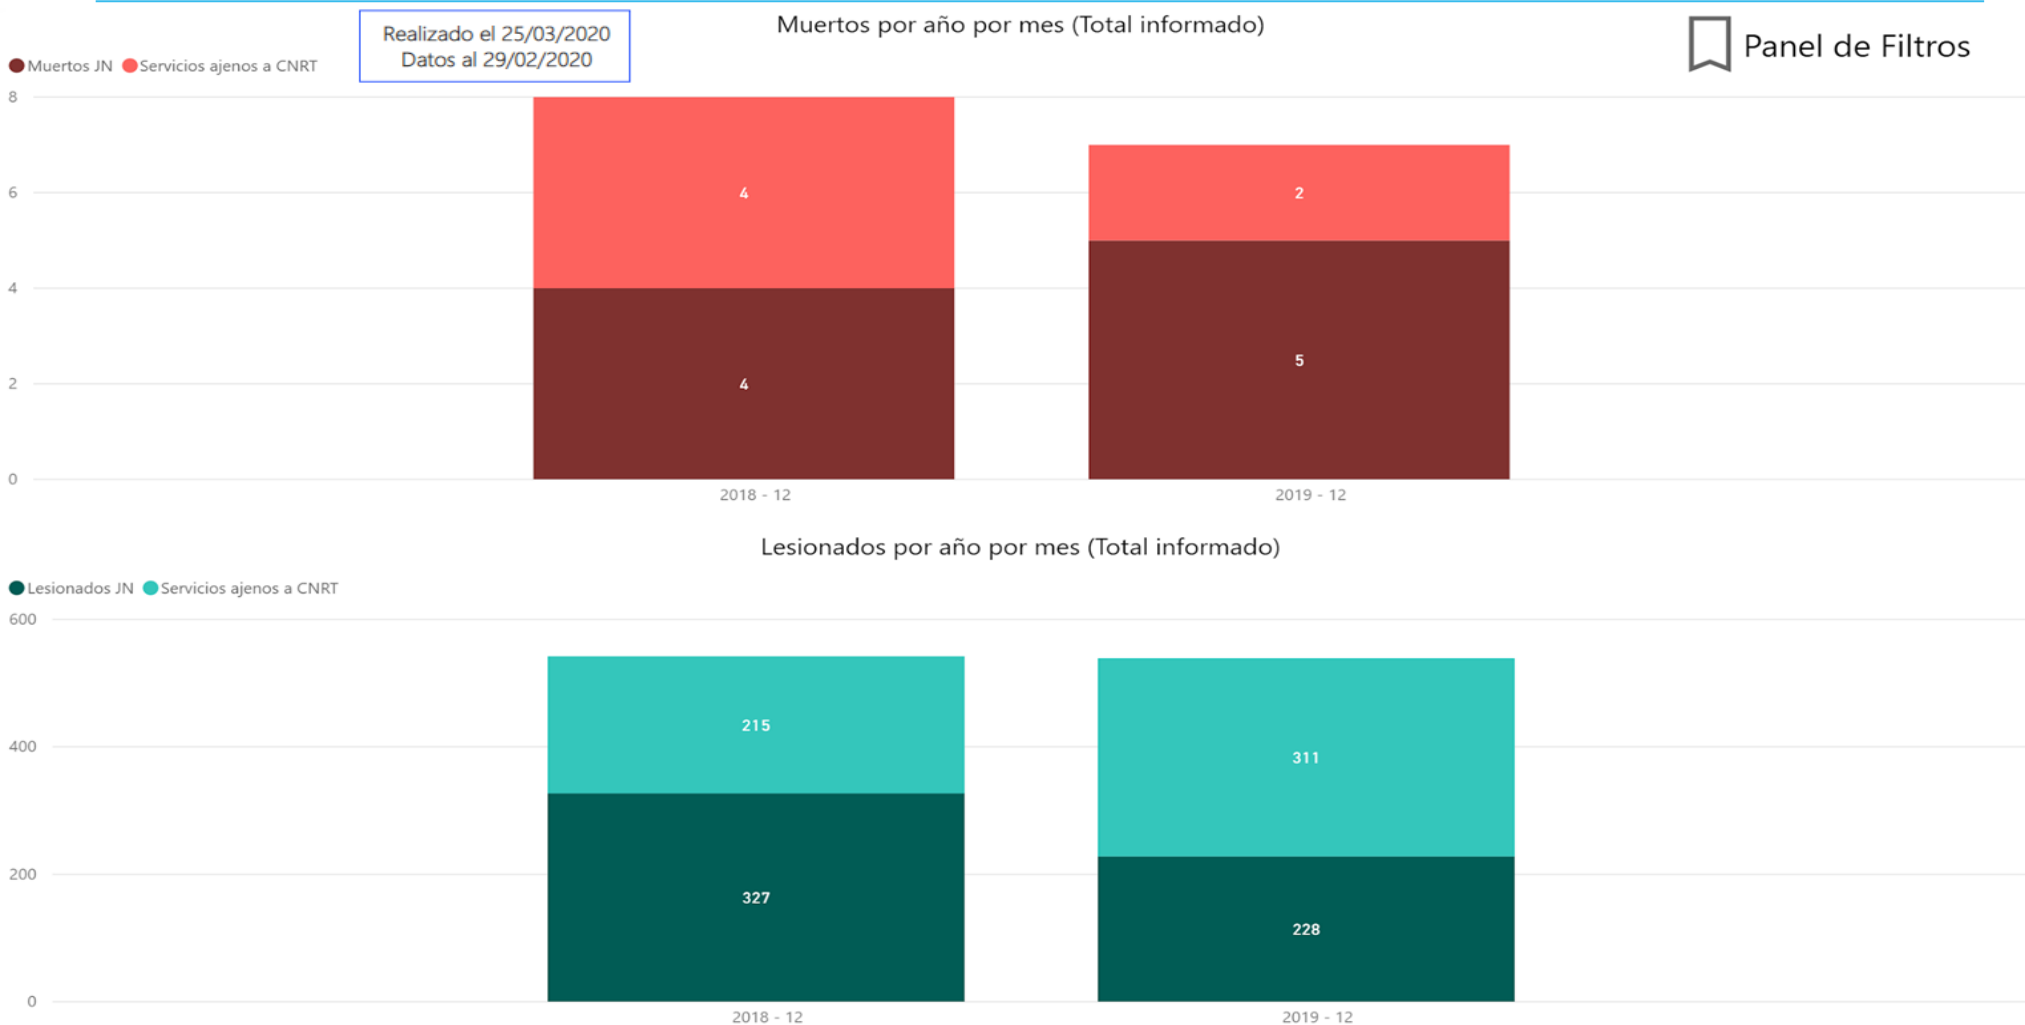 Realizado el 25/03/2020
Datos al 29/02/2020
Muertos por año por mes (Total informado)
Panel de Filtros
Muertos JN Servicios ajenos a CNRT
8
6
4
2
0
4
4
2
5
2018 - 12
2019 - 12
Lesionados por año por mes (Total informado)
Lesionados JN Servicios ajenos a CNRT
600
400
200
0
215
327
311
228
2018 - 12
2019 - 12